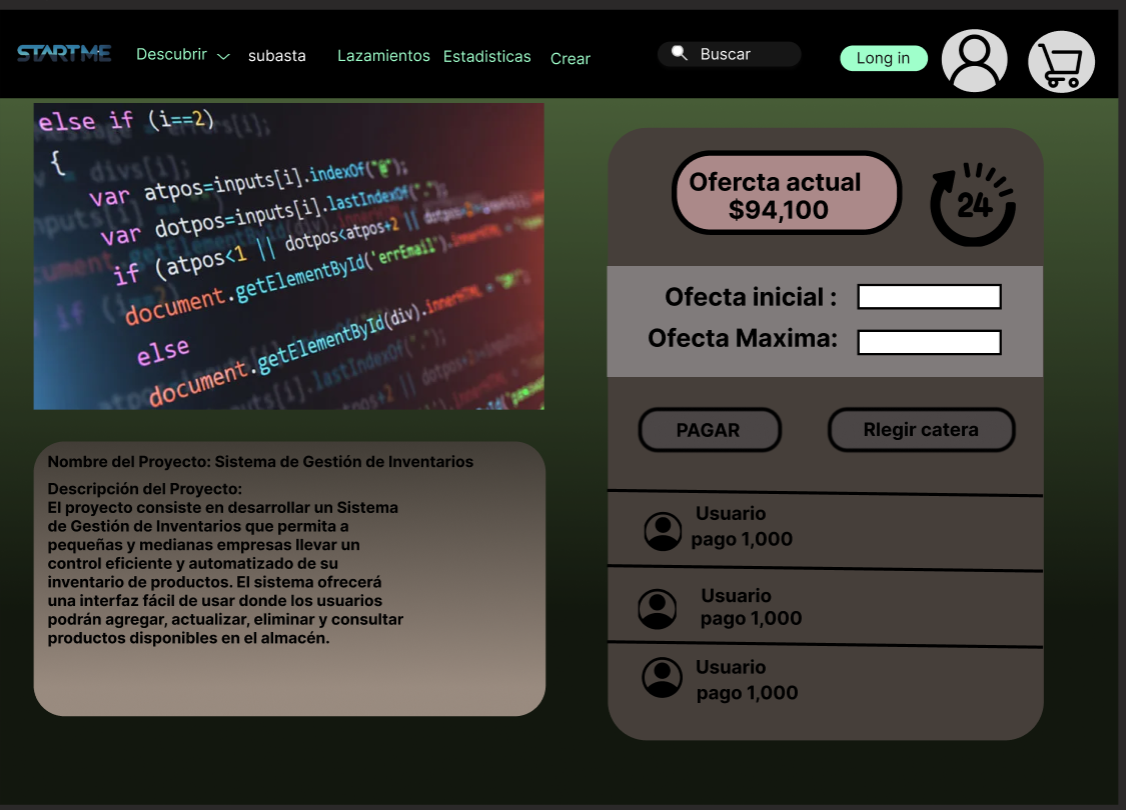 STARTME
Descubrir
subasta
Lazamientos
Estadisticas
Crear
Buscar
Long in
else if (i==2)
{
var atpos=inputs[i].indexOf("@");
var dotpos=inputs[i].lastIndexOf(".");
if (atpos<1 || dotpos<atpos+2 ||
document.getElementById('errEmail').
else
document.getElementById(div).innerHTML =
Ofercta actual
$94,100
24
Ofecta inicial :
Ofecta Maxima:
PAGAR
Rlegir catera
Nombre del Proyecto: Sistema de Gestión de Inventarios
Descripción del Proyecto:
El proyecto consiste en desarrollar un Sistema
de Gestión de Inventarios que permita a
pequeñas y medianas empresas llevar un
control eficiente y automatizado de su
inventario de productos. El sistema ofrecerá
una interfaz fácil de usar donde los usuarios
podrán agregar, actualizar, eliminar y consultar
productos disponibles en el almacén.
Usuario
pago 1,000
Usuario
pago 1,000
Usuario
pago 1,000